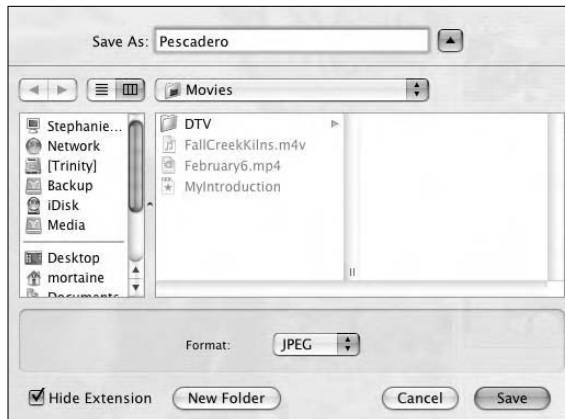 Save As: Pescadero
Movies
Stephanie...
Network
[Trinity]
Backup
iDisk
Media
Desktop
mortaine
Documents
DTV
FallCreekKilns.m4v
February6.mp4
MyIntroduction
Format: JPEG
Hide Extension
New Folder
Cancel
Save